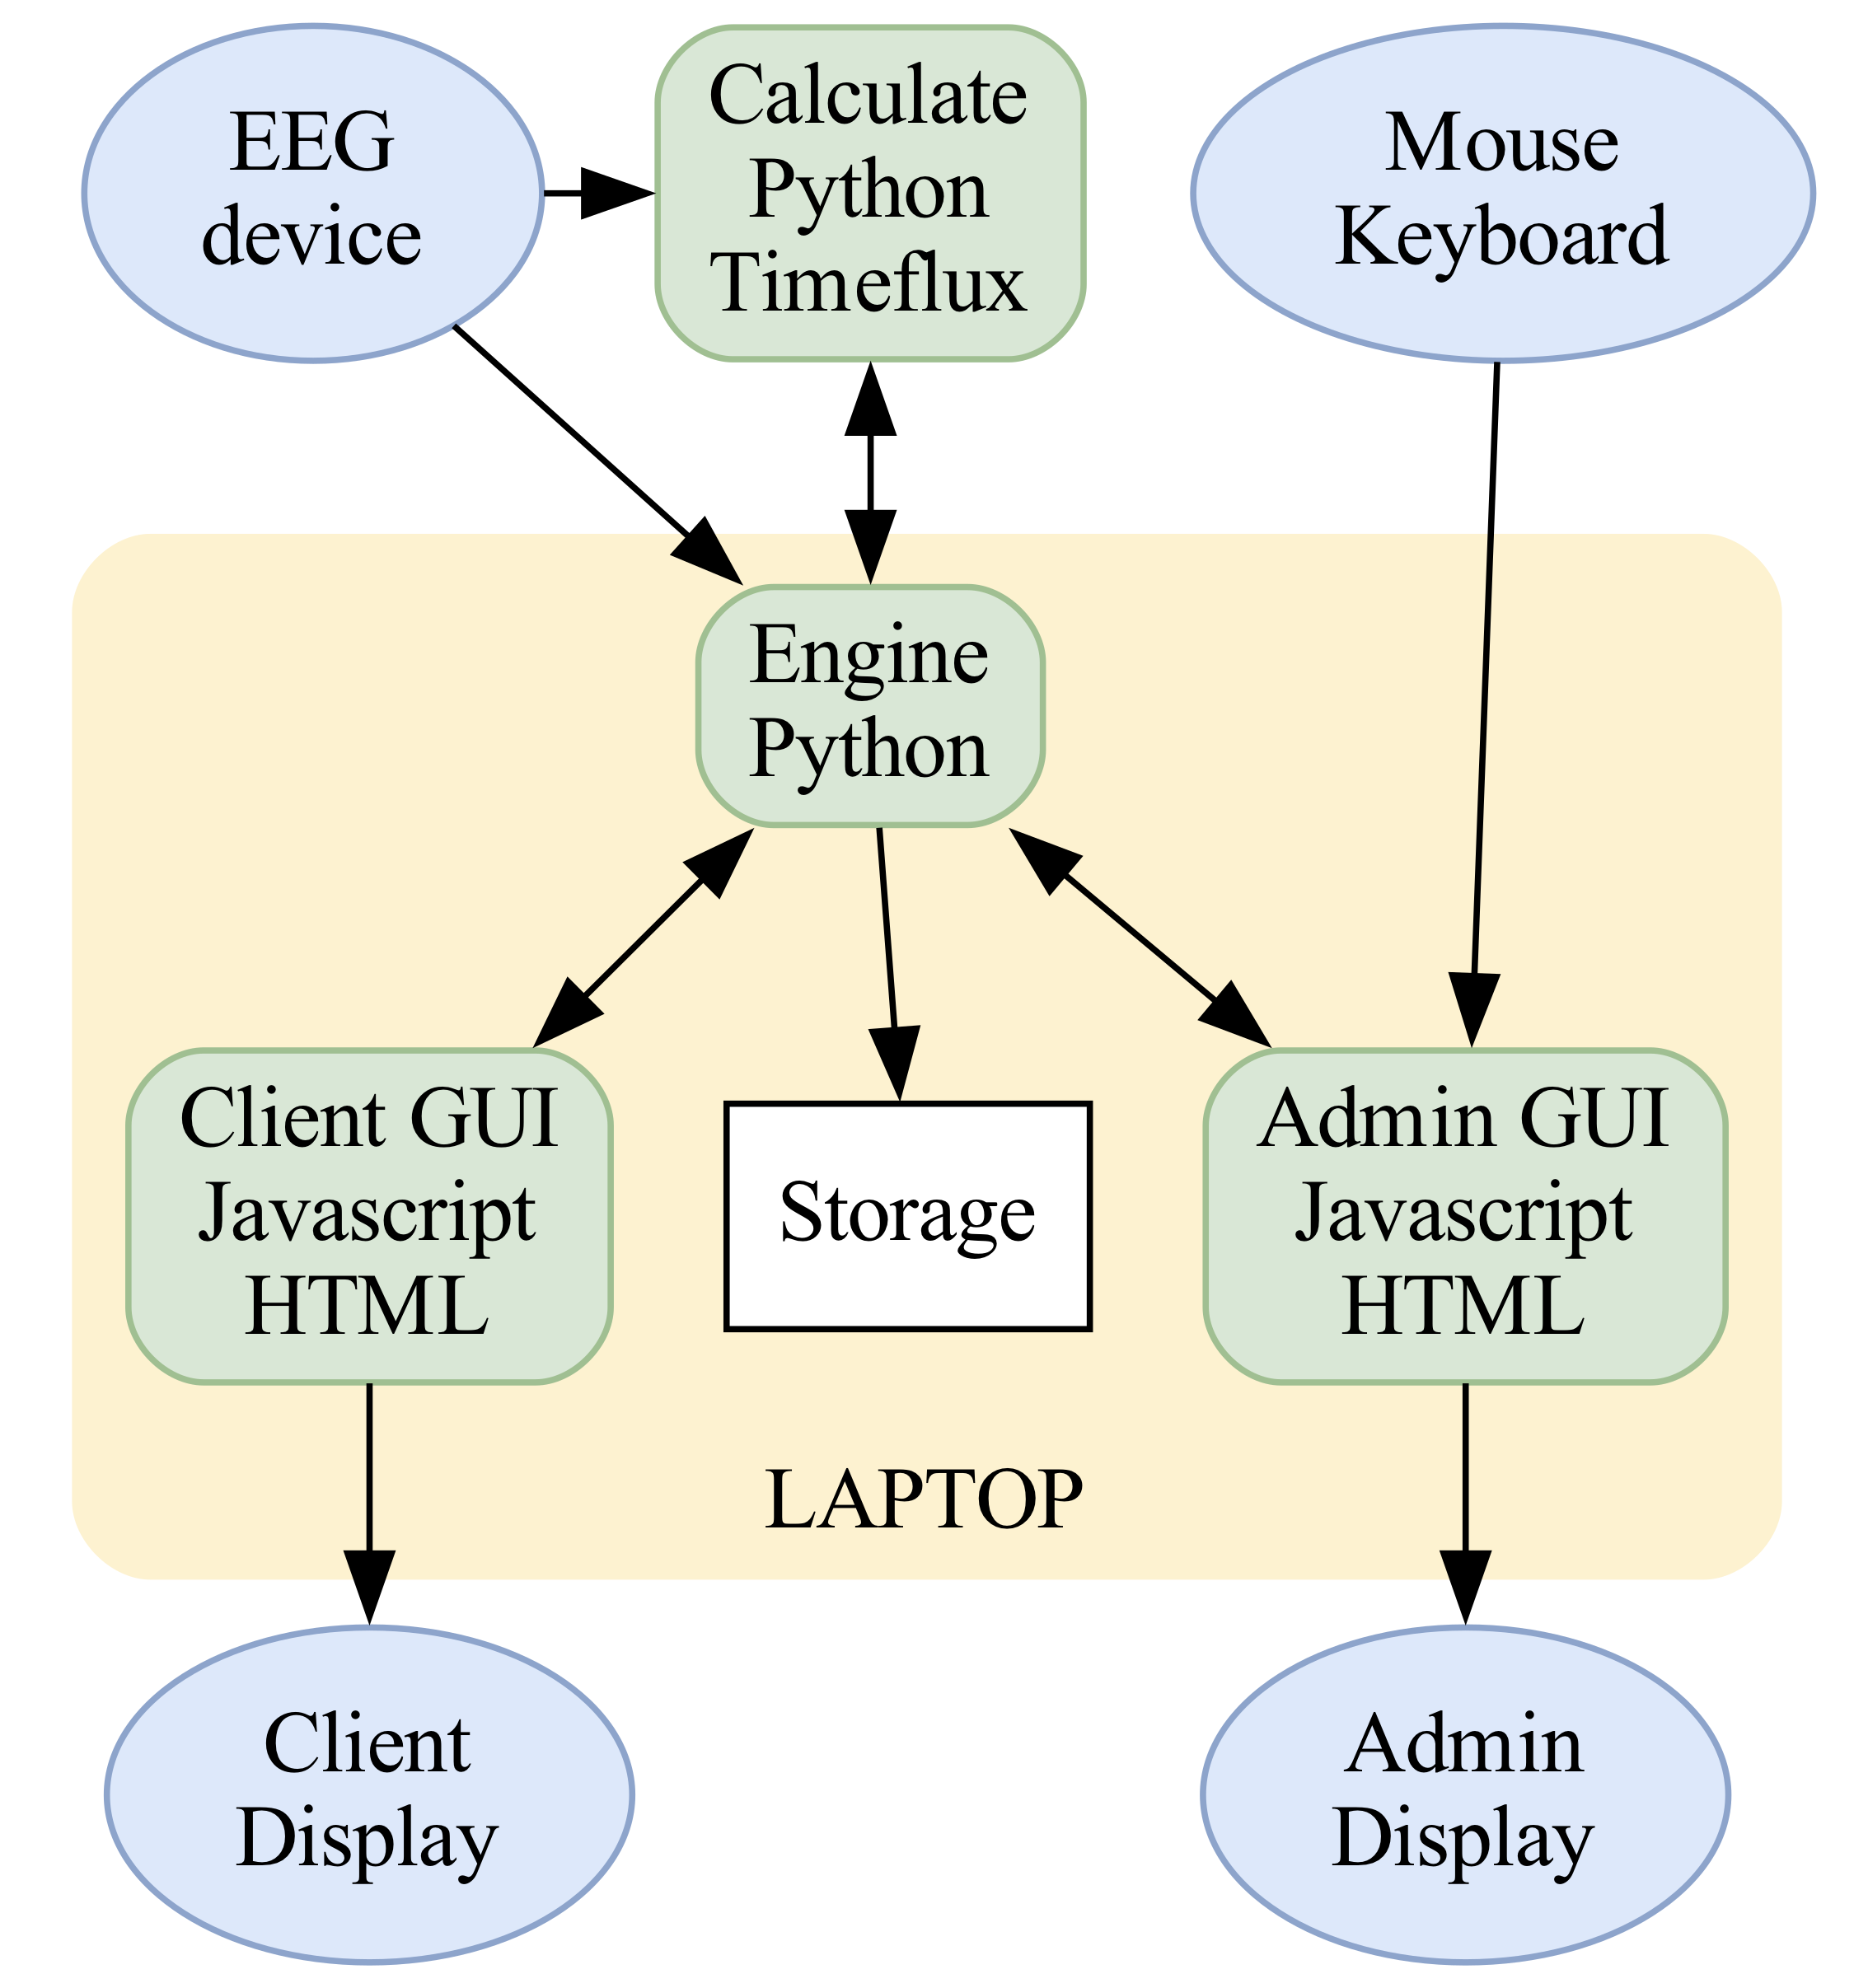 EEG
device
Calculate
Python
Timeflux
Mouse
Keyboard
Engine
Python
Client GUI
Javascript
HTML
Storage
Admin GUI
Javascript
HTML
LAPTOP
Client
Display
Admin
Display